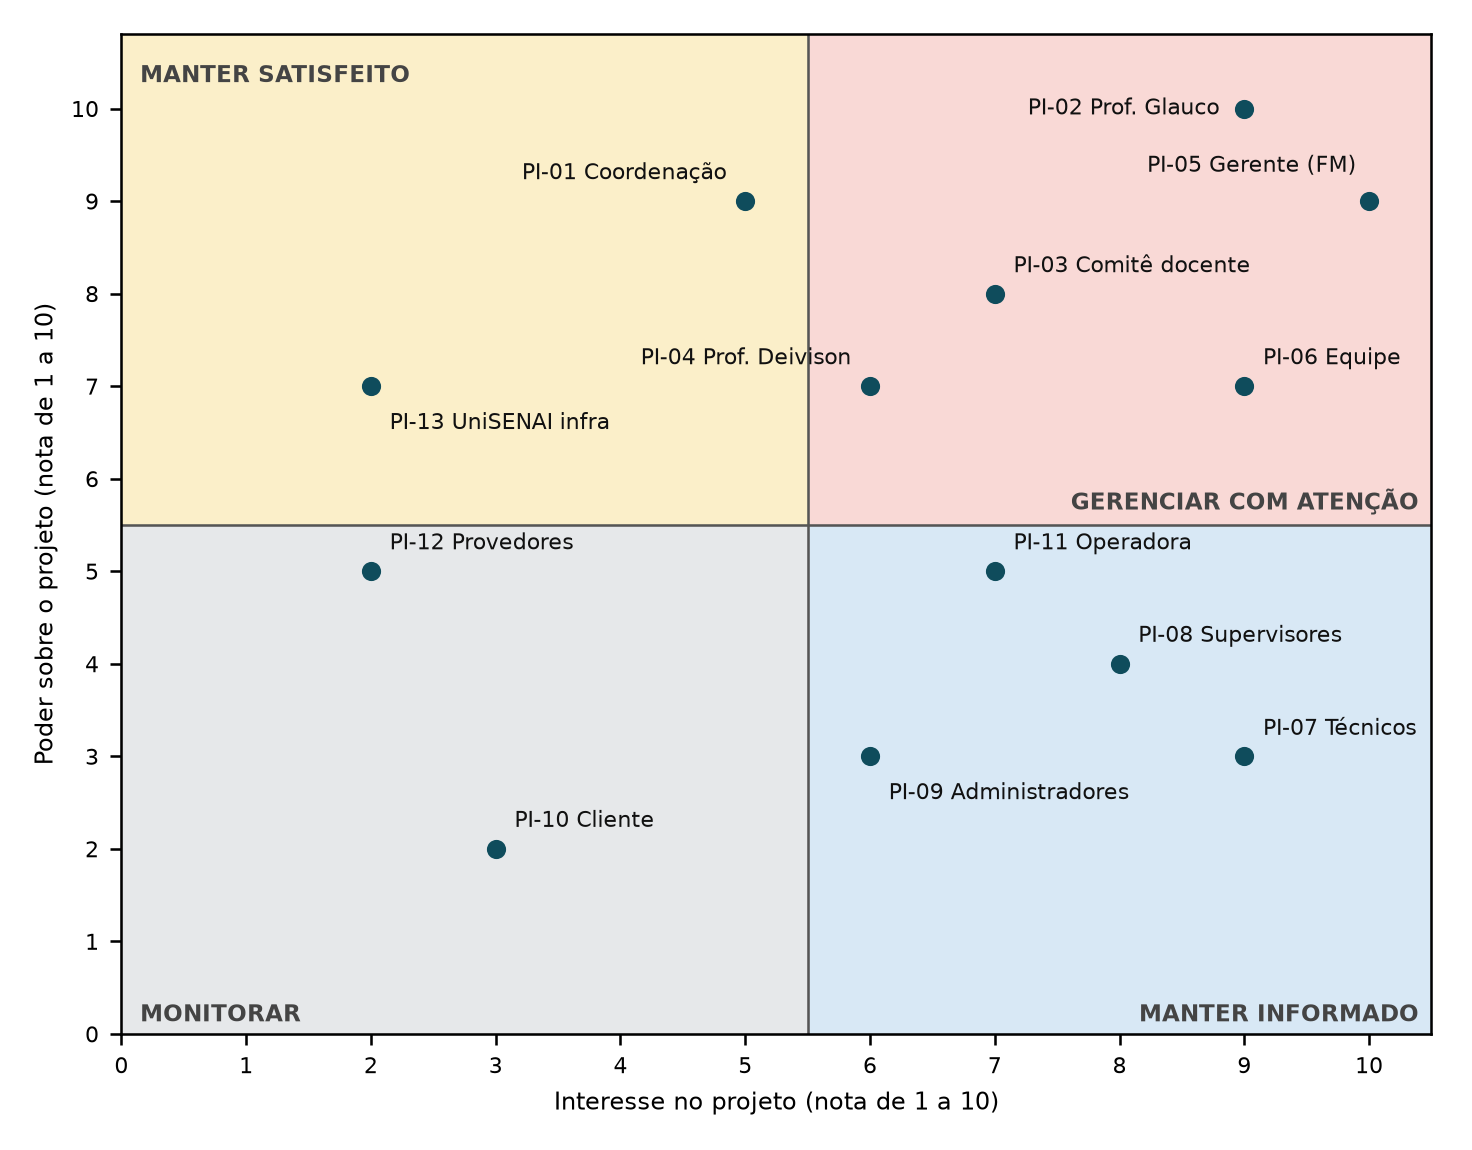 MANTER SATISFEITO
PI-02 Prof. Glauco
10
PI-05 Gerente (FM)
PI-01 Coordenação
9
PI-03 Comitê docente
8
PI-04 Prof. Deivison
PI-06 Equipe
7
PI-13 UniSENAI infra
6
GERENCIAR COM ATENÇÃO
PI-12 Provedores
PI-11 Operadora
5
PI-08 Supervisores
4
PI-07 Técnicos
3
PI-09 Administradores
PI-10 Cliente
2
1
MONITORAR
MANTER INFORMADO
0
0 1 2 3 4 5 6 7 8 9 10
Interesse no projeto (nota de 1 a 10)
Poder sobre o projeto (nota de 1 a 10)